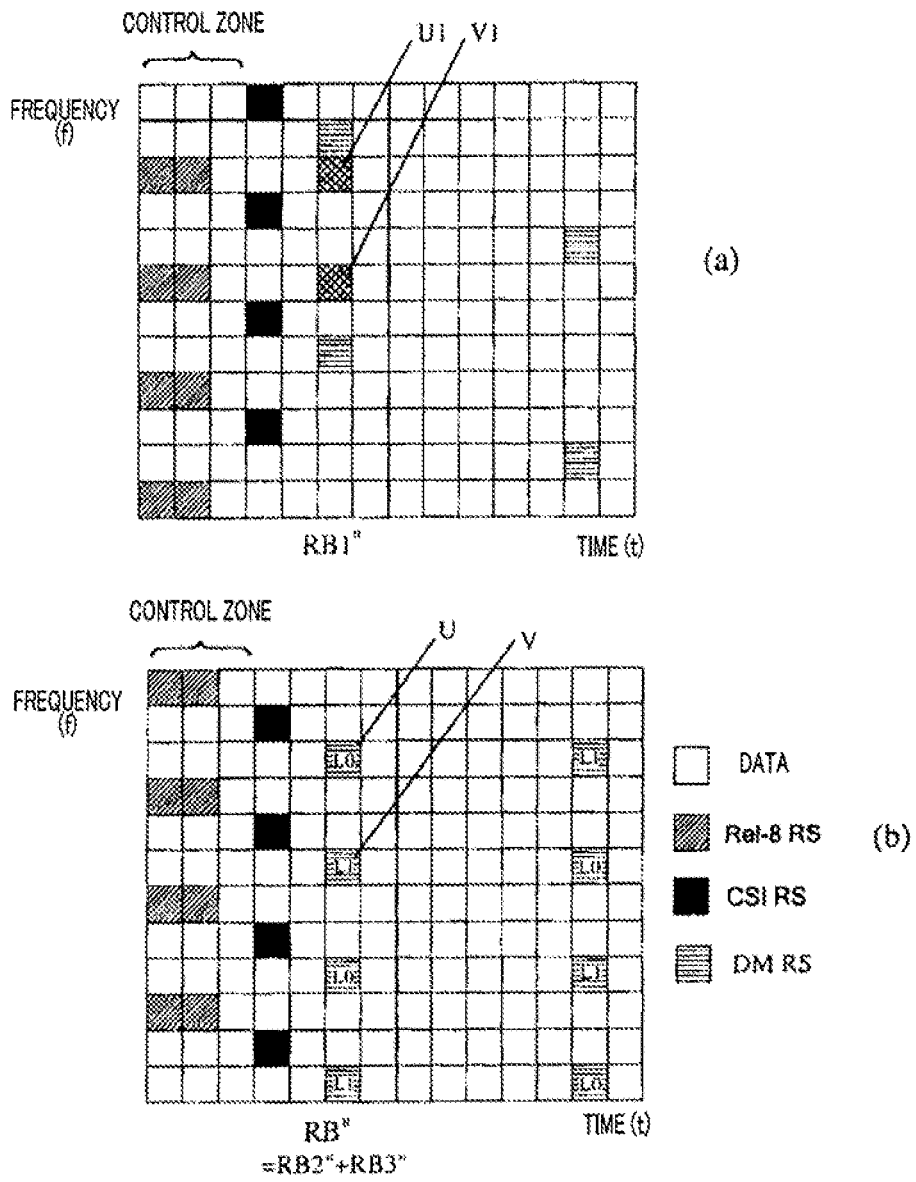 CONTROL ZONE
U1
V1
FREQUENCY
(f)
(a)
RB1"
TIME (t)
CONTROL ZONE
U
V
FREQUENCY
(f)
L0
L1
L1
L0
L0
L1
L1
L0
DATA
Rel-8 RS
CSI RS
DM RS
(b)
RB"
=RB2"+RB3"
TIME (t)